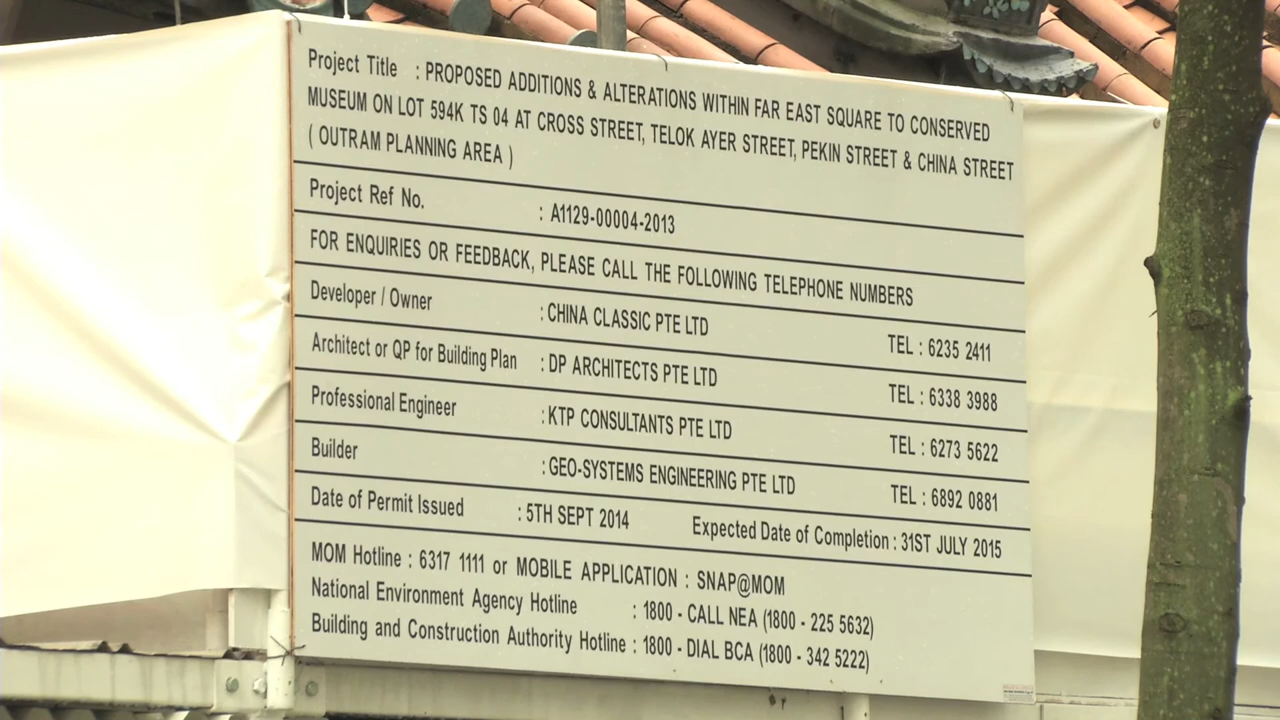 Project Title : PROPOSED ADDITIONS & ALTERATIONS WITHIN FAR EAST SQUARE TO CONSERVED
MUSEUM ON LOT 594K TS 04 AT CROSS STREET, TELOK AYER STREET, PEKIN STREET & CHINA STREET
( OUTRAM PLANNING AREA )
Project Ref No. : A1129-00004-2013
FOR ENQUIRIES OR FEEDBACK, PLEASE CALL THE FOLLOWING TELEPHONE NUMBERS
Developer / Owner : CHINA CLASSIC PTE LTD TEL : 6235 2411
Architect or QP for Building Plan : DP ARCHITECTS PTE LTD TEL : 6338 3988
Professional Engineer : KTP CONSULTANTS PTE LTD TEL : 6273 5622
Builder : GEO-SYSTEMS ENGINEERING PTE LTD TEL : 6892 0881
Date of Permit Issued : 5TH SEPT 2014 Expected Date of Completion : 31ST JULY 2015
MOM Hotline : 6317 1111 or MOBILE APPLICATION : SNAP@MOM
National Environment Agency Hotline : 1800 - CALL NEA (1800 - 225 5632)
Building and Construction Authority Hotline : 1800 - DIAL BCA (1800 - 342 5222)